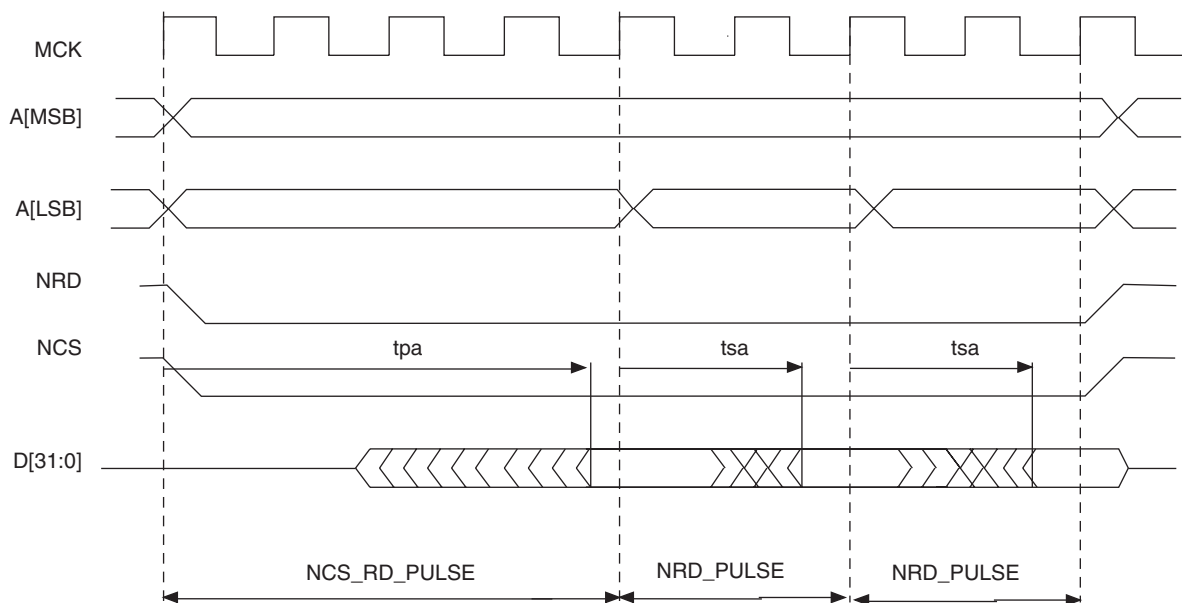 MCK
A[MSB]
A[LSB]
NRD
NCS
tpa tsa tsa
D[31:0]
NCS_RD_PULSE NRD_PULSE NRD_PULSE